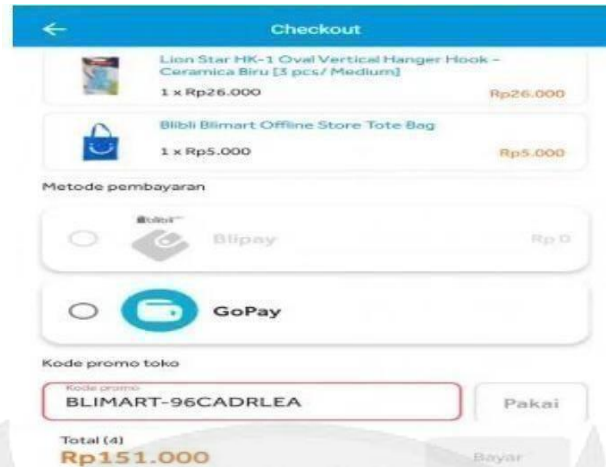 Checkout
Lion Star HK-1 Oval Vertical Hanger Hook -
Ceramica Biru [3 pcs/ Medium]
1 x Rp26.000
Rp26.000
Blibli Blimart Offline Store Tote Bag
1 x Rp5.000
Rp5.000
Metode pembayaran
blibli
Blipay
Rp 0
GoPay
Kode promo toko
Kode promo
BLIMART-96CADRLEA
Pakai
Total (4)
Rp151.000
Bayar